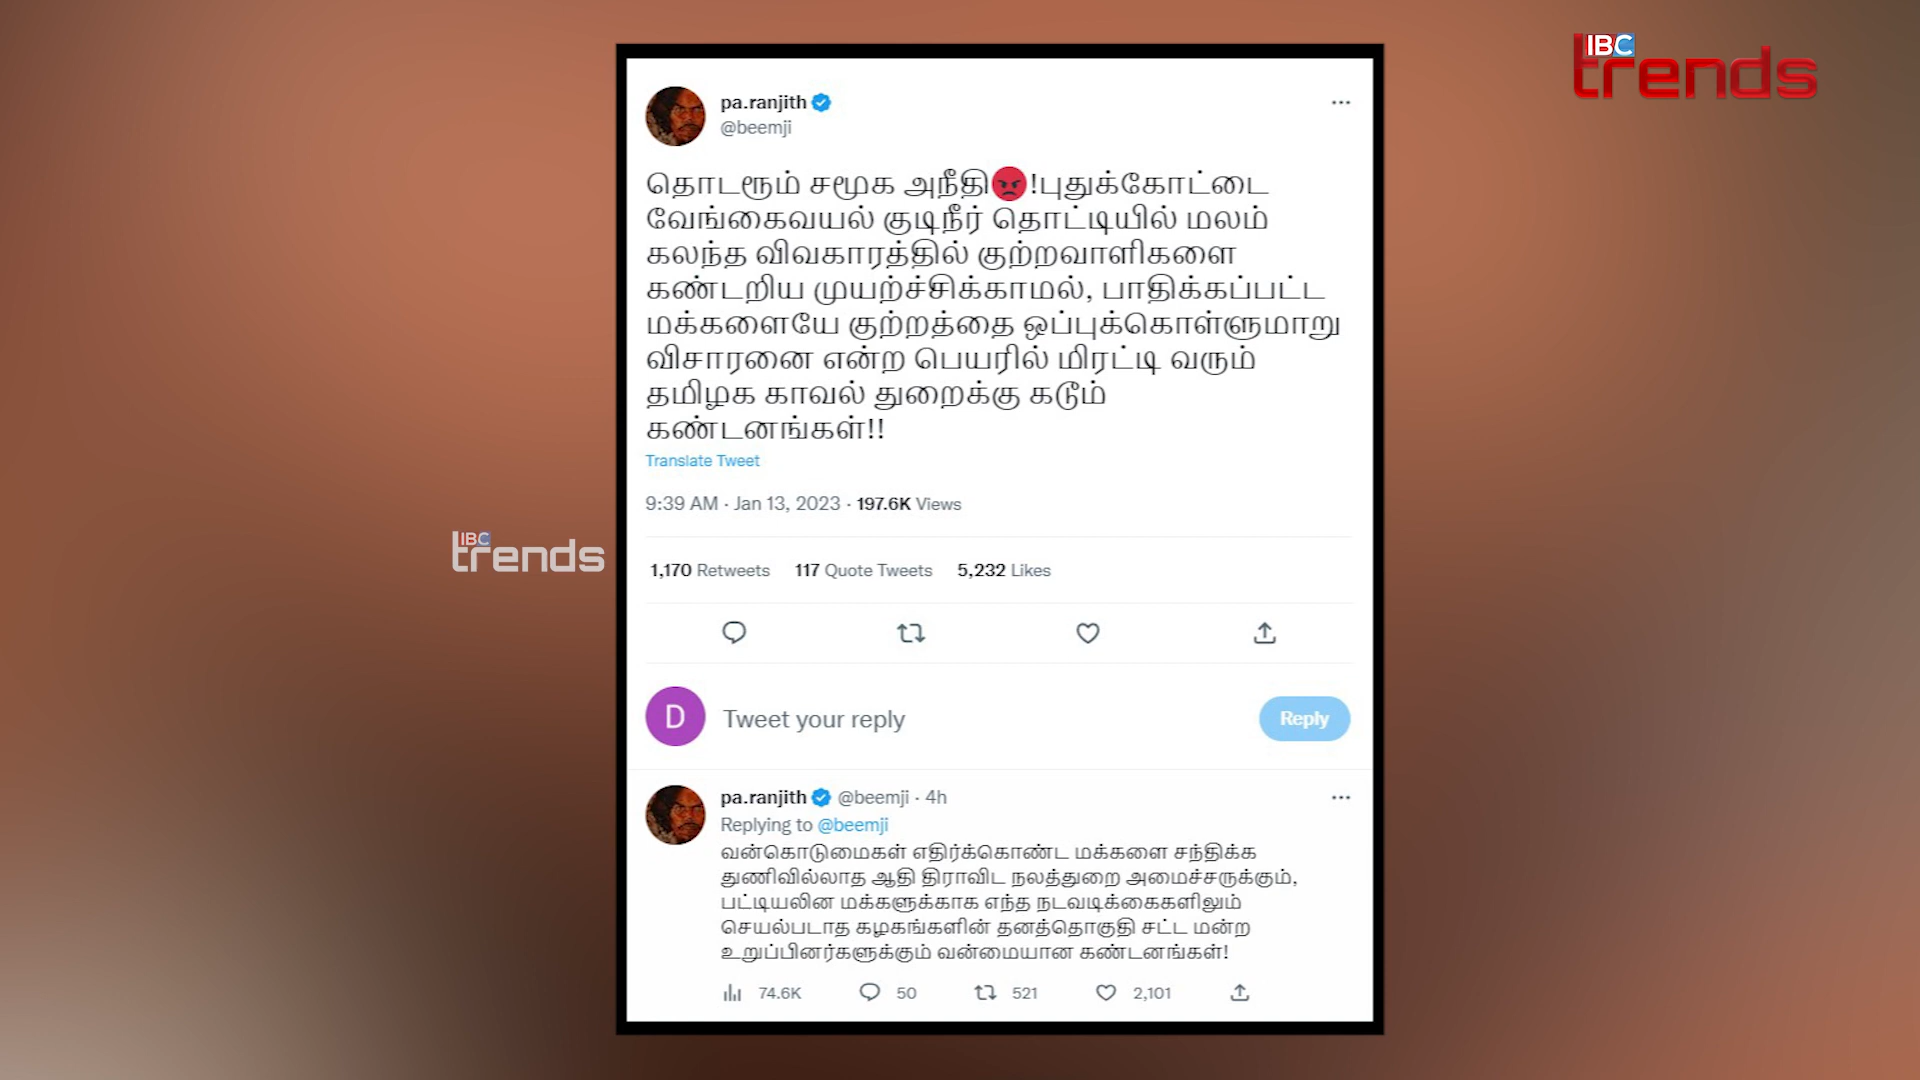 IBC
trends
pa.ranjith
@beemji
தொடரூம் சமூக அநீதி😡!புதுக்கோட்டை
வேங்கைவயல் குடிநீர் தொட்டியில் மலம்
கலந்த விவகாரத்தில் குற்றவாளிகளை
கண்டறிய முயற்ச்சிக்காமல், பாதிக்கப்பட்ட
மக்களையே குற்றத்தை ஒப்புக்கொள்ளுமாறு
விசாரனை என்ற பெயரில் மிரட்டி வரும்
தமிழக காவல் துறைக்கு கடூம்
கண்டனங்கள்!!
Translate Tweet
9:39 AM · Jan 13, 2023 · 197.6K Views
IBC
trends
1,170 Retweets 117 Quote Tweets 5,232 Likes
D
Tweet your reply
Reply
pa.ranjith @beemji · 4h
Replying to @beemji
வன்கொடுமைகள் எதிர்க்கொண்ட மக்களை சந்திக்க
துணிவில்லாத ஆதி திராவிட நலத்துறை அமைச்சருக்கும்,
பட்டியலின மக்களுக்காக எந்த நடவடிக்கைகளிலும்
செயல்படாத கழகங்களின் தனத்தொகுதி சட்ட மன்ற
உறுப்பினர்களுக்கும் வன்மையான கண்டனங்கள்!
74.6K 50 521 2,101